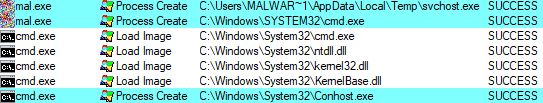 mal.exe Process Create C:\Users\MALWAR~1\AppData\Local\Temp\svchost.exe SUCCESS
mal.exe Process Create C:\Windows\SYSTEM32\cmd.exe SUCCESS
cmd.exe Load Image C:\Windows\System32\cmd.exe SUCCESS
cmd.exe Load Image C:\Windows\System32\ntdll.dll SUCCESS
cmd.exe Load Image C:\Windows\System32\kernel32.dll SUCCESS
cmd.exe Load Image C:\Windows\System32\KernelBase.dll SUCCESS
cmd.exe Process Create C:\Windows\System32\Conhost.exe SUCCESS